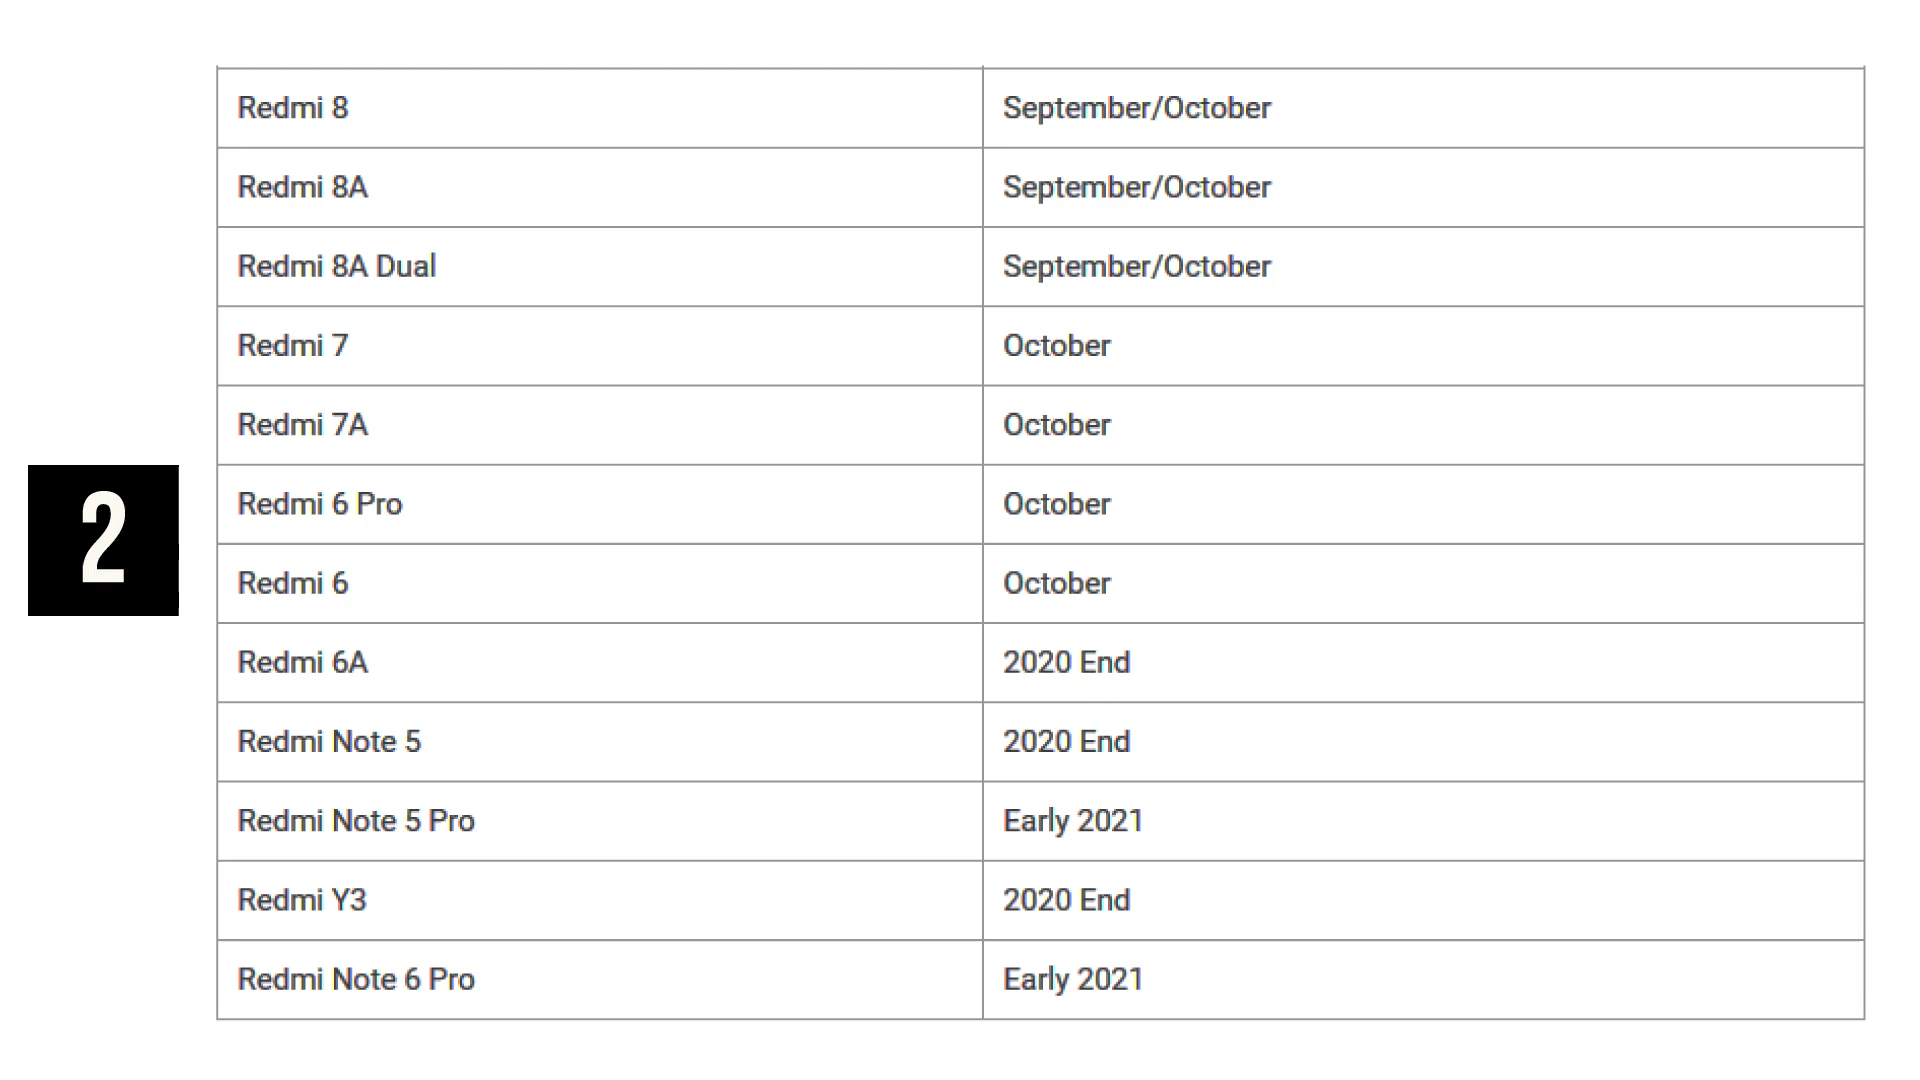 Redmi 8 September/October
Redmi 8A September/October
Redmi 8A Dual September/October
Redmi 7 October
Redmi 7A October
2
Redmi 6 Pro October
Redmi 6 October
Redmi 6A 2020 End
Redmi Note 5 2020 End
Redmi Note 5 Pro Early 2021
Redmi Y3 2020 End
Redmi Note 6 Pro Early 2021